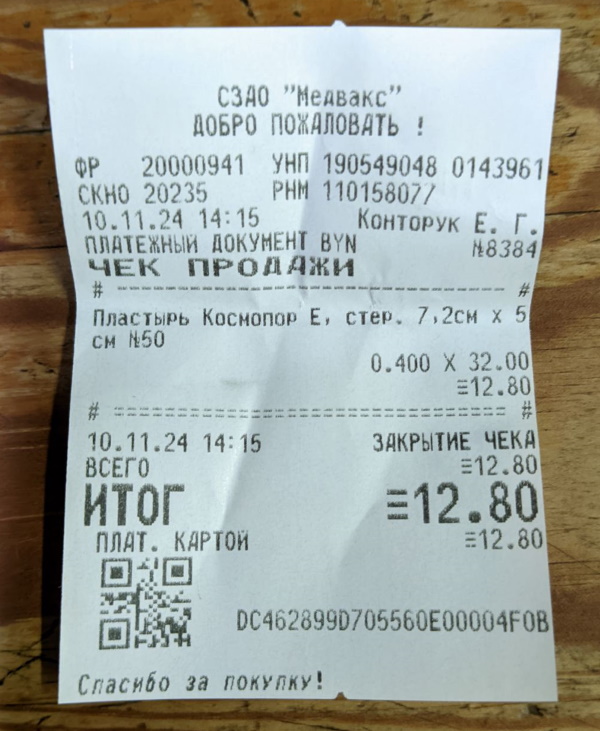 СЗАО "Медвакс"
ДОБРО ПОЖАЛОВАТЬ !
ФР 20000941 УНП 190549048 0143961
СКНО 20235 РНМ 110158077
10.11.24 14:15 Конторук Е. Г.
ПЛАТЕЖНЫЙ ДОКУМЕНТ BYN №8384
ЧЕК ПРОДАЖИ
# -------------------------------- #
Пластырь Космопор Е, стер. 7,2см х 5
см №50
0.400 X 32.00
≡12.80
# ================================ #
10.11.24 14:15 ЗАКРЫТИЕ ЧЕКА
ВСЕГО ≡12.80
ИТОГ ≡12.80
ПЛАТ. КАРТОЙ ≡12.80
DC462899D705560E00004F0B
Спасибо за покупку!